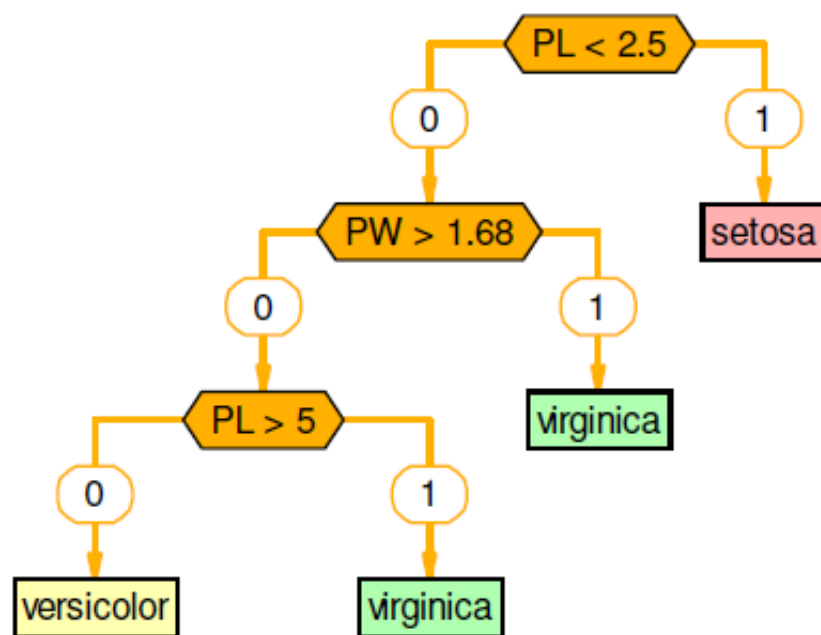 PL < 2.5
0
1
PW > 1.68
setosa
0
1
PL > 5
virginica
0
1
versicolor
virginica